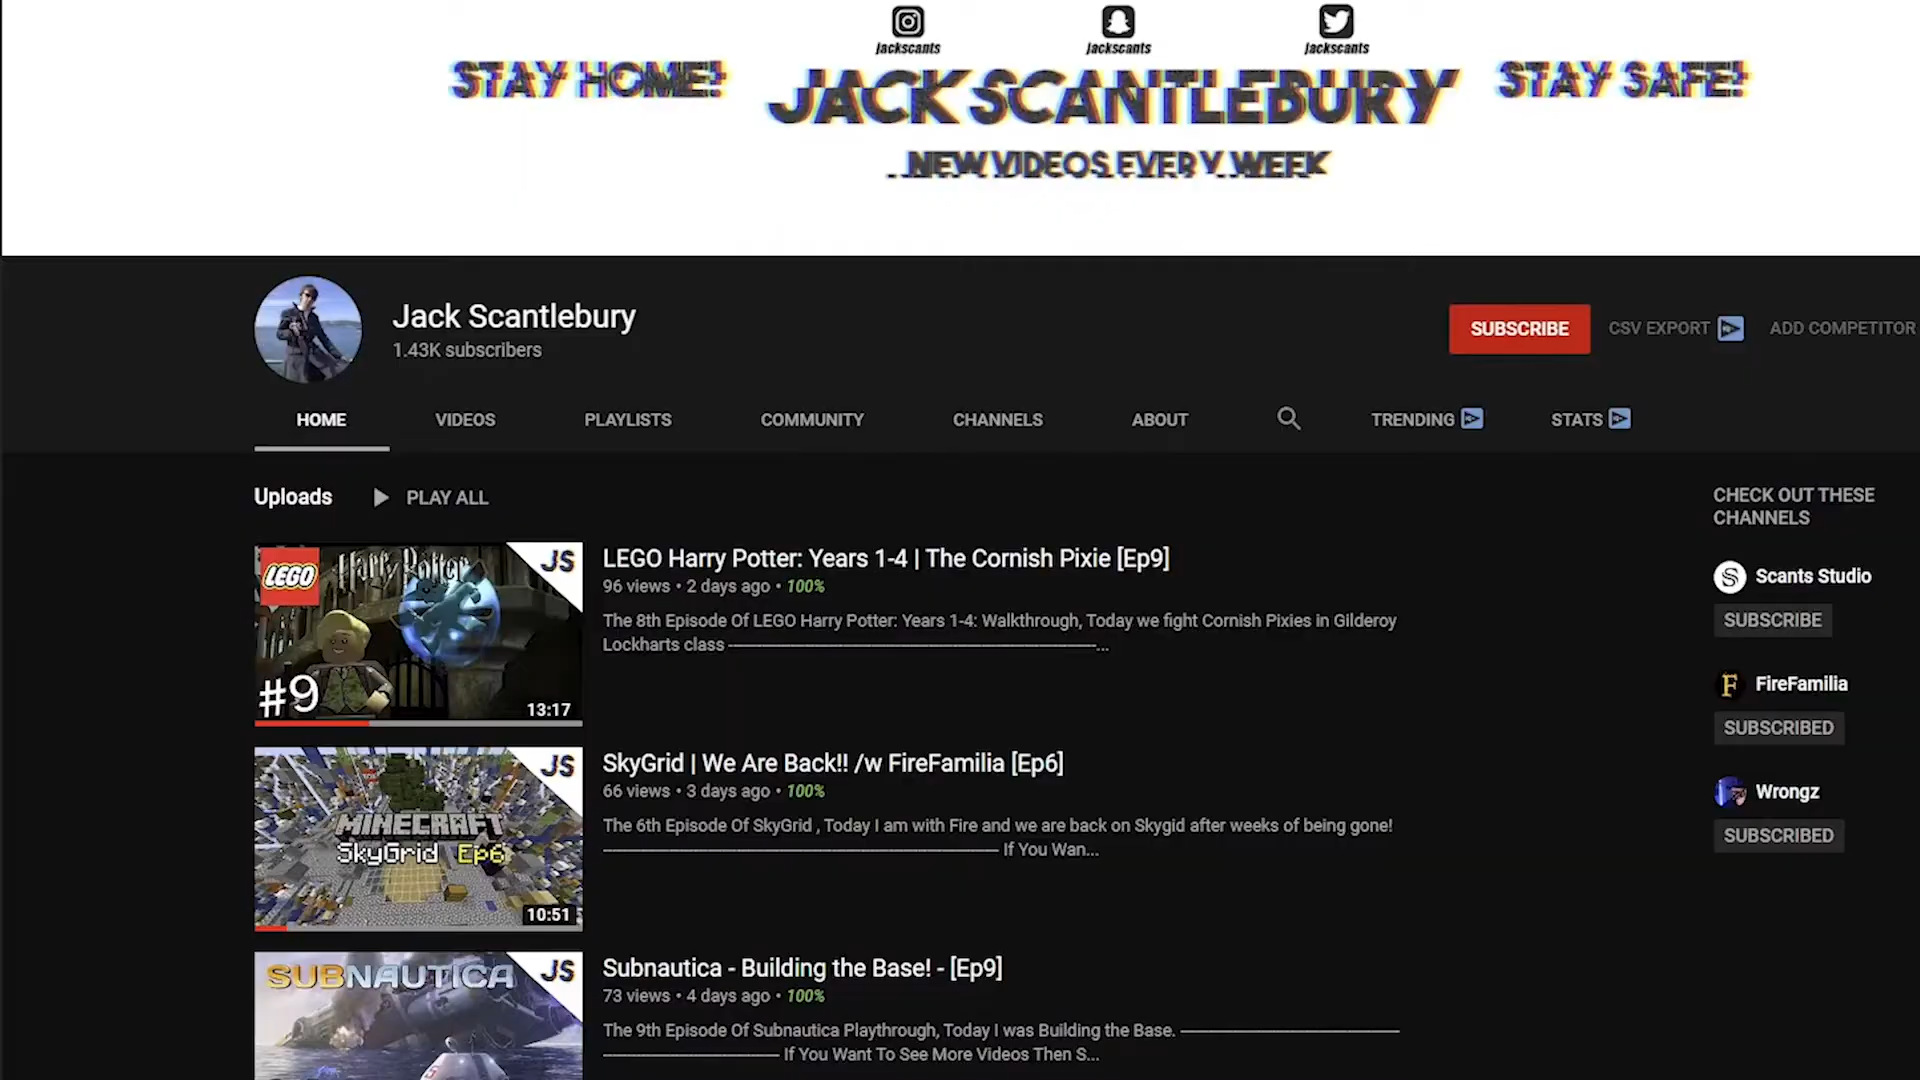 jackscants
jackscants
jackscants
STAY HOME!
JACK SCANTLEBURY
STAY SAFE!
NEW VIDEOS EVERY WEEK
Jack Scantlebury
1.43K subscribers
SUBSCRIBE
CSV EXPORT
ADD COMPETITOR
HOME
VIDEOS
PLAYLISTS
COMMUNITY
CHANNELS
ABOUT
TRENDING
STATS
Uploads
PLAY ALL
LEGO
Harry Potter
JS
#9
13:17
LEGO Harry Potter: Years 1-4 | The Cornish Pixie [Ep9]
96 views • 2 days ago • 100%
The 8th Episode Of LEGO Harry Potter: Years 1-4: Walkthrough, Today we fight Cornish Pixies in Gilderoy
Lockharts class ---------------------------------------------------...
JS
MINECRAFT
SkyGrid Ep6
10:51
SkyGrid | We Are Back!! /w FireFamilia [Ep6]
66 views • 3 days ago • 100%
The 6th Episode Of SkyGrid , Today I am with Fire and we are back on Skygid after weeks of being gone!
------------------------------------------------------- If You Wan...
SUBNAUTICA
JS
Subnautica - Building the Base! - [Ep9]
73 views • 4 days ago • 100%
The 9th Episode Of Subnautica Playthrough, Today I was Building the Base. ------------------------------
------------------------- If You Want To See More Videos Then S...
CHECK OUT THESE
CHANNELS
S
Scants Studio
SUBSCRIBE
F
FireFamilia
SUBSCRIBED
Wrongz
SUBSCRIBED